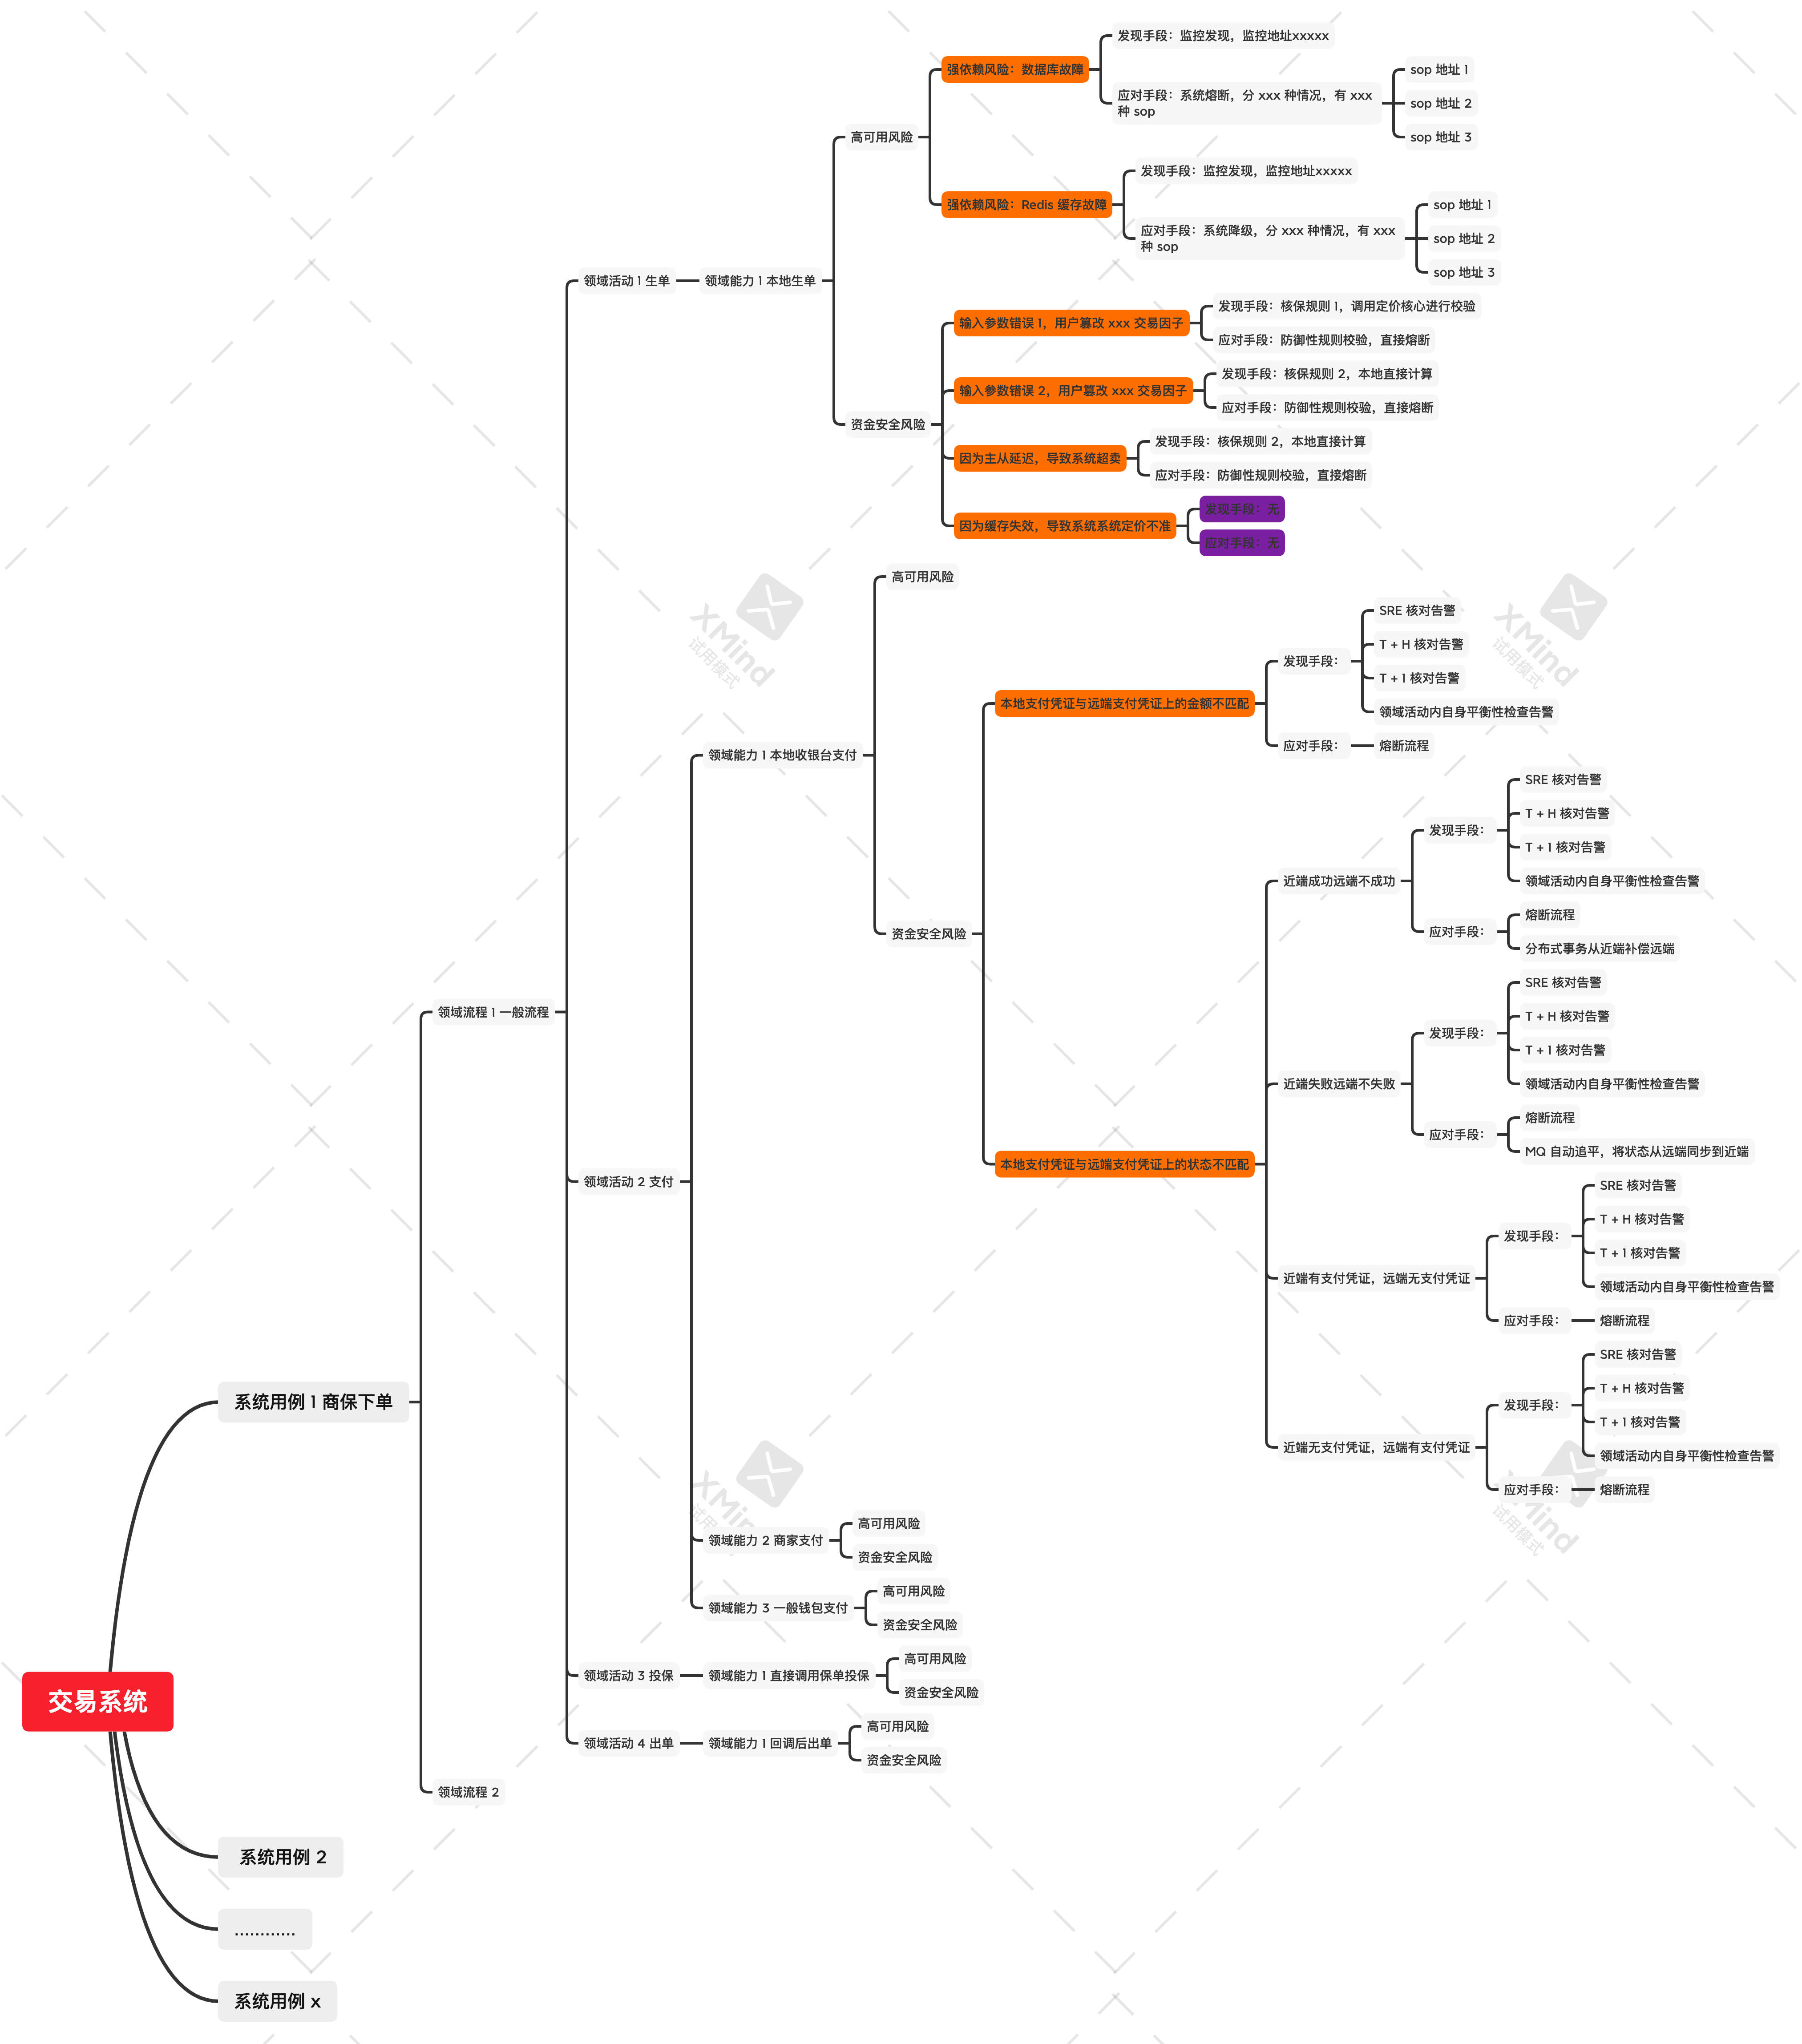 交易系统
系统用例 1 商保下单
领域流程 1 一般流程
领域活动 1 生单
领域能力 1 本地生单
高可用风险
强依赖风险：数据库故障
发现手段：监控发现，监控地址xxxxx
应对手段：系统熔断，分 xxx 种情况，有 xxx
种 sop
sop 地址 1
sop 地址 2
sop 地址 3
强依赖风险：Redis 缓存故障
发现手段：监控发现，监控地址xxxxx
应对手段：系统降级，分 xxx 种情况，有 xxx
种 sop
sop 地址 1
sop 地址 2
sop 地址 3
资金安全风险
输入参数错误 1，用户篡改 xxx 交易因子
发现手段：核保规则 1，调用定价核心进行校验
应对手段：防御性规则校验，直接熔断
输入参数错误 2，用户篡改 xxx 交易因子
发现手段：核保规则 2，本地直接计算
应对手段：防御性规则校验，直接熔断
因为主从延迟，导致系统超卖
发现手段：核保规则 2，本地直接计算
应对手段：防御性规则校验，直接熔断
因为缓存失效，导致系统系统定价不准
发现手段：无
应对手段：无
领域活动 2 支付
领域能力 1 本地收银台支付
高可用风险
资金安全风险
本地支付凭证与远端支付凭证上的金额不匹配
发现手段：
SRE 核对告警
T + H 核对告警
T + 1 核对告警
领域活动内自身平衡性检查告警
应对手段：
熔断流程
本地支付凭证与远端支付凭证上的状态不匹配
近端成功远端不成功
发现手段：
SRE 核对告警
T + H 核对告警
T + 1 核对告警
领域活动内自身平衡性检查告警
应对手段：
熔断流程
分布式事务从近端补偿远端
近端失败远端不失败
发现手段：
SRE 核对告警
T + H 核对告警
T + 1 核对告警
领域活动内自身平衡性检查告警
应对手段：
熔断流程
MQ 自动追平，将状态从远端同步到近端
近端有支付凭证，远端无支付凭证
发现手段：
SRE 核对告警
T + H 核对告警
T + 1 核对告警
领域活动内自身平衡性检查告警
应对手段：
熔断流程
近端无支付凭证，远端有支付凭证
发现手段：
SRE 核对告警
T + H 核对告警
T + 1 核对告警
领域活动内自身平衡性检查告警
应对手段：
熔断流程
领域能力 2 商家支付
高可用风险
资金安全风险
领域能力 3 一般钱包支付
高可用风险
资金安全风险
领域活动 3 投保
领域能力 1 直接调用保单投保
高可用风险
资金安全风险
领域活动 4 出单
领域能力 1 回调后出单
高可用风险
资金安全风险
领域流程 2
系统用例 2
............
系统用例 x
XMind
试用模式
XMind
试用模式
XMind
试用模式
XMind
试用模式